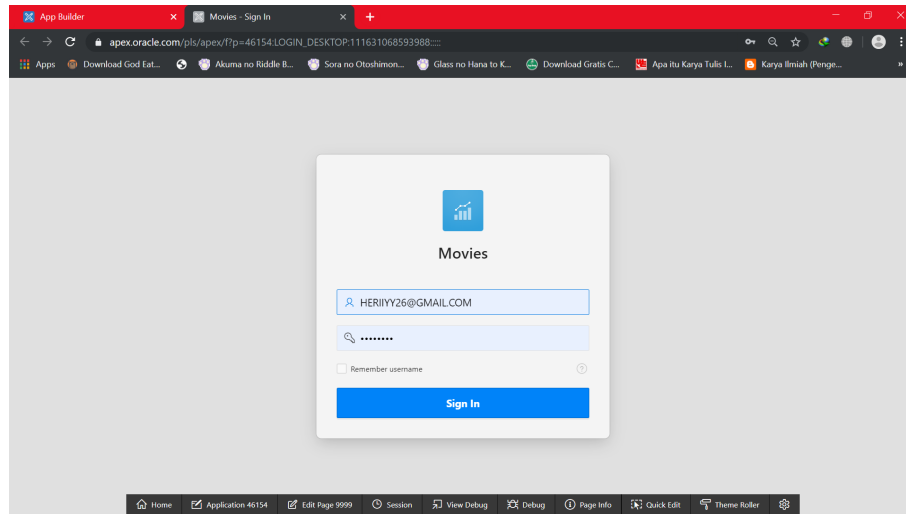 App Builder
Movies - Sign In
apex.oracle.com/pls/apex/f?p=46154:LOGIN_DESKTOP:111631068593988:::::
Apps Download God Eat... Akuma no Riddle B... Sora no Otoshimon... Glass no Hana to K... Download Gratis C... Apa itu Karya Tulis I... Karya Ilmiah (Penge... »
Movies
HERIIYY26@GMAIL.COM
Remember username
Sign In
Home Application 46154 Edit Page 9999 Session View Debug Debug Page Info Quick Edit Theme Roller